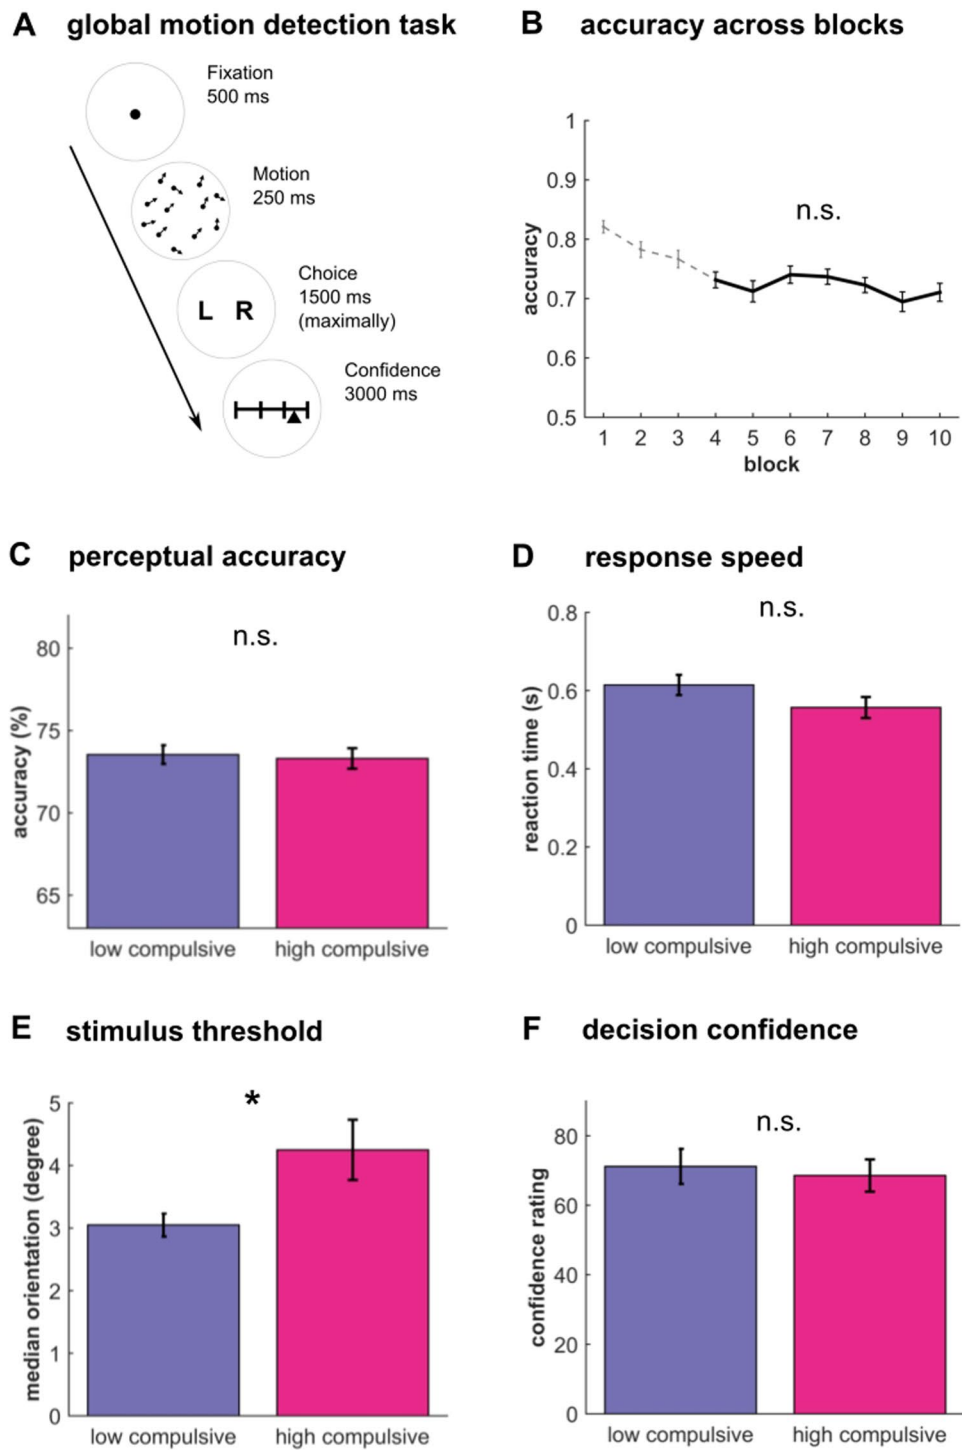 A global motion detection task
Fixation
500 ms
Motion
250 ms
Choice
1500 ms
(maximally)
L R
Confidence
3000 ms
B accuracy across blocks
n.s.
accuracy
1
0.9
0.8
0.7
0.6
0.5
1 2 3 4 5 6 7 8 9 10
block
C perceptual accuracy
n.s.
accuracy (%)
80
75
70
65
low compulsive high compulsive
D response speed
n.s.
reaction time (s)
0.8
0.6
0.4
0.2
0
low compulsive high compulsive
E stimulus threshold
*
median orientation (degree)
5
4
3
2
1
0
low compulsive high compulsive
F decision confidence
n.s.
confidence rating
80
60
40
20
0
low compulsive high compulsive